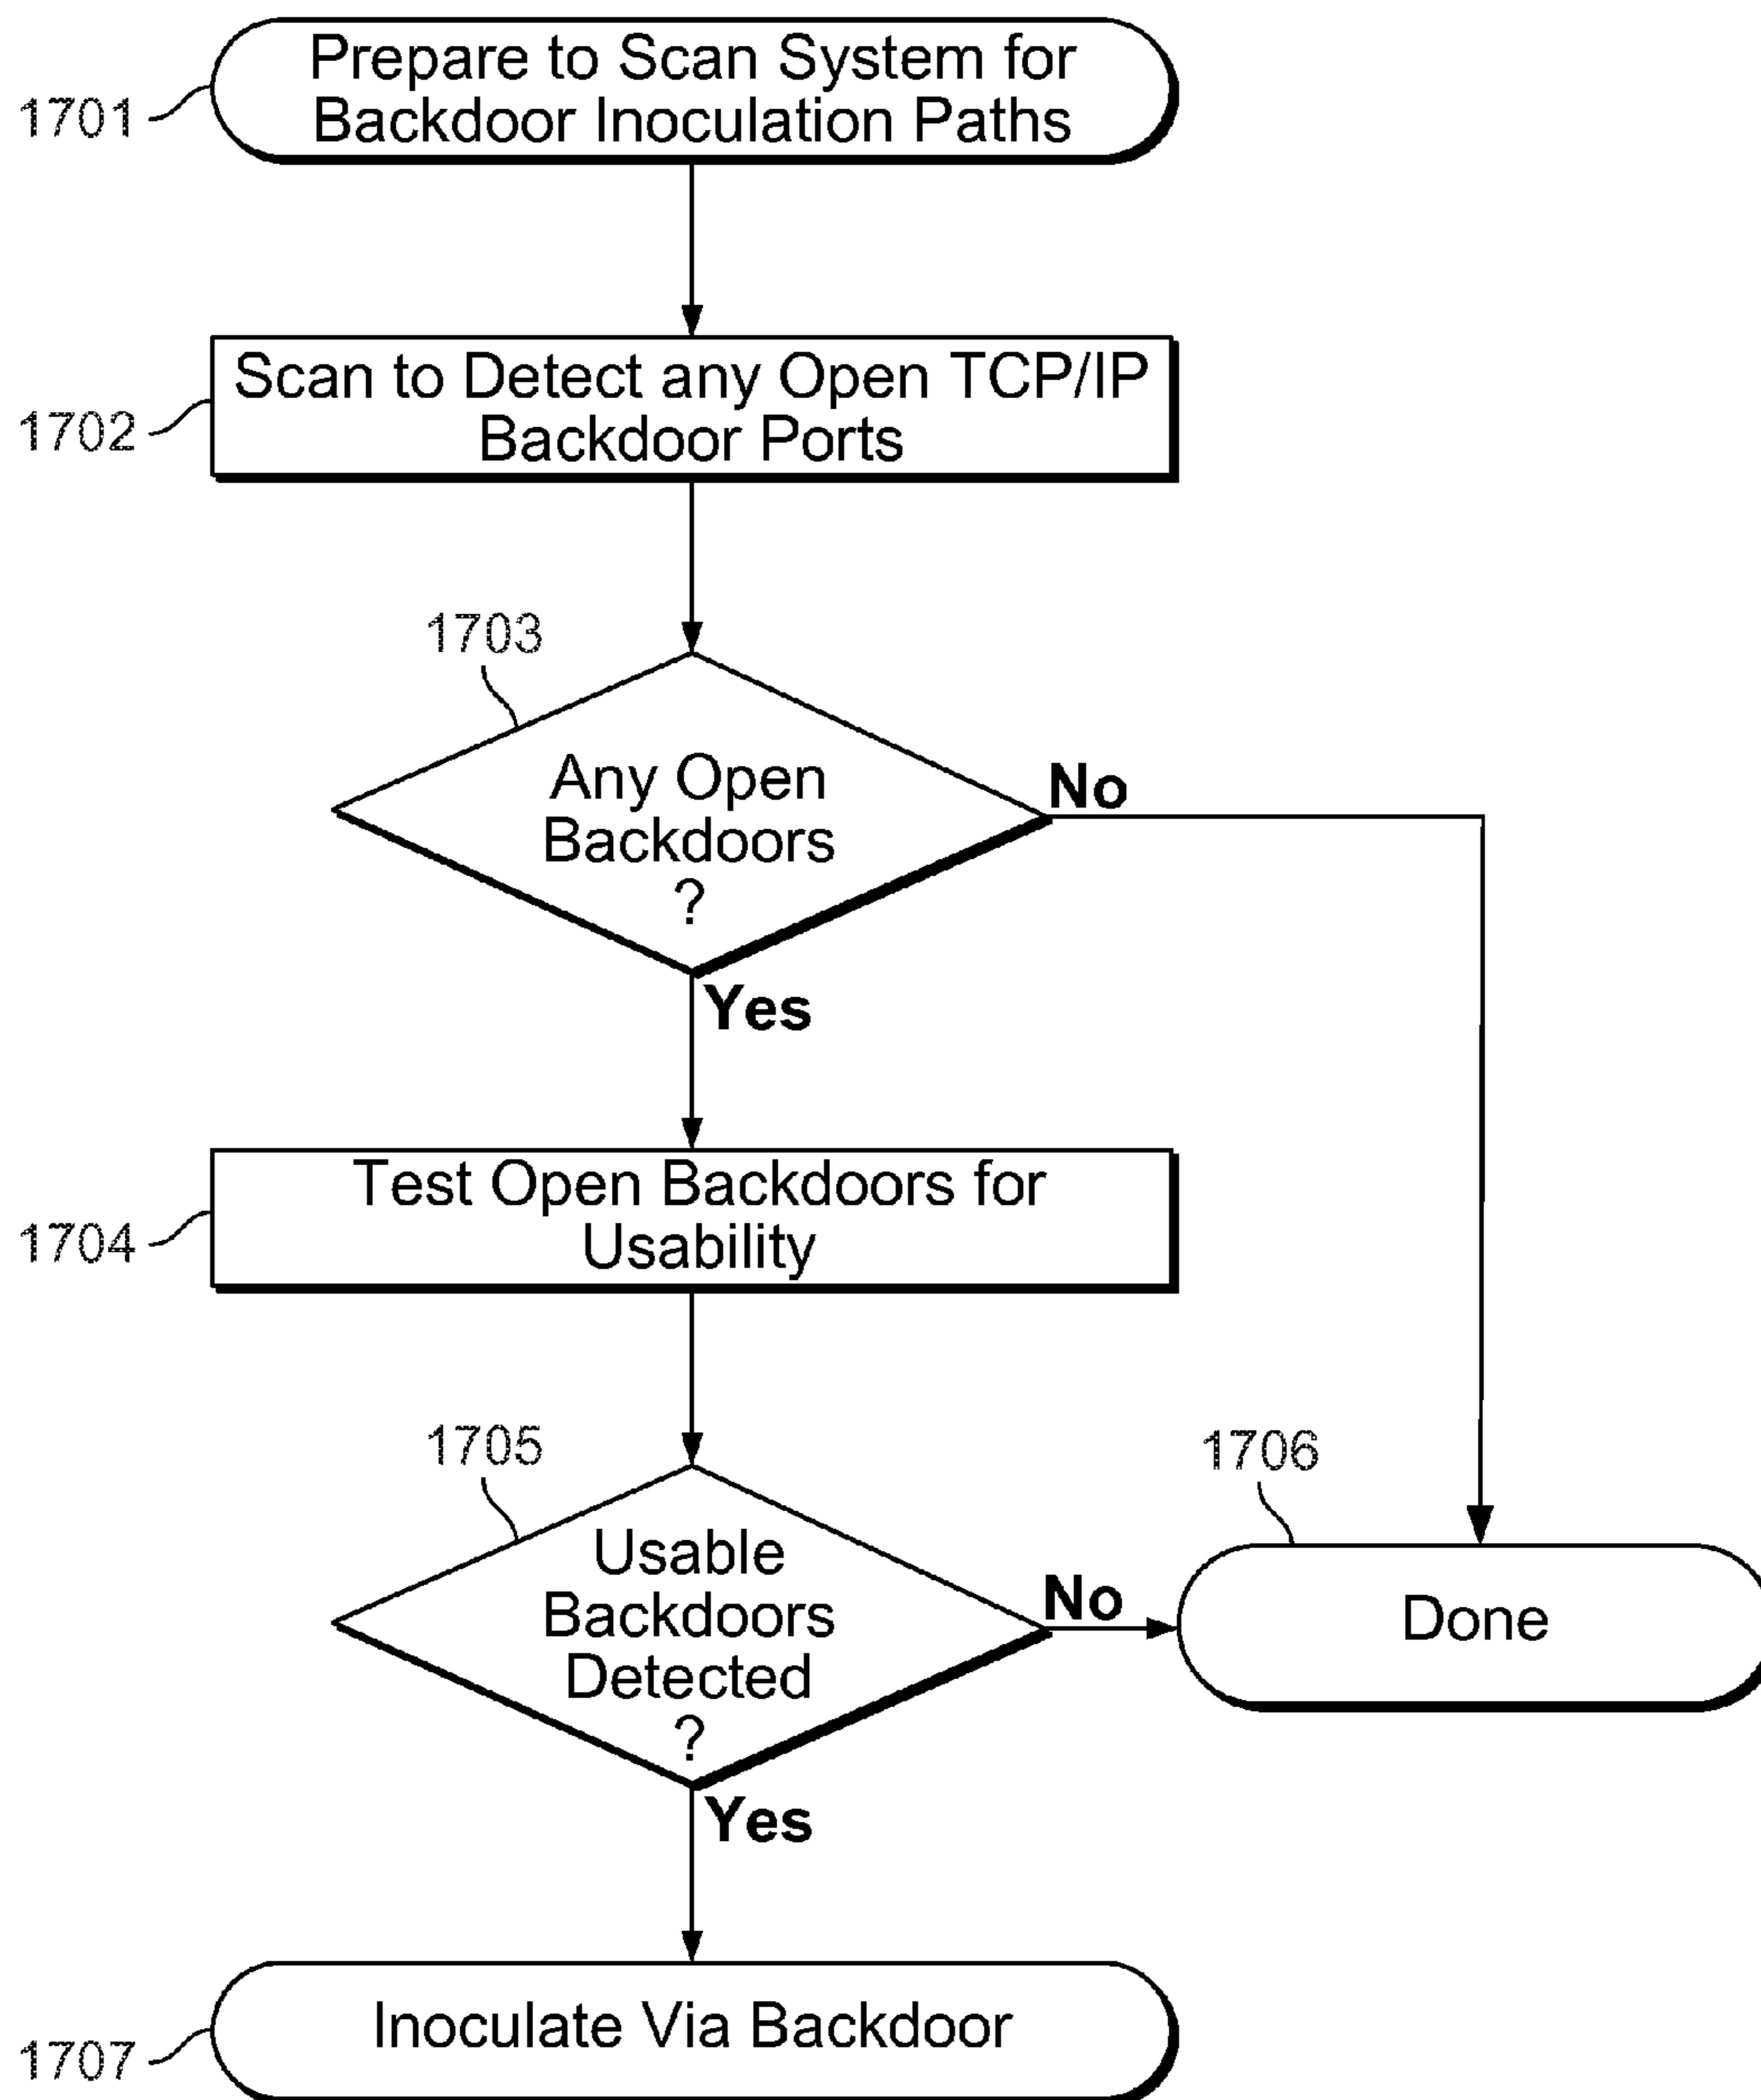 Prepare to Scan System for
Backdoor Inoculation Paths
1701
Scan to Detect any Open TCP/IP
Backdoor Ports
1702
1703
Any Open
Backdoors
?
No
Yes
Test Open Backdoors for
Usability
1704
1705
Usable
Backdoors
Detected
?
No
Yes
1706
Done
Inoculate Via Backdoor
1707